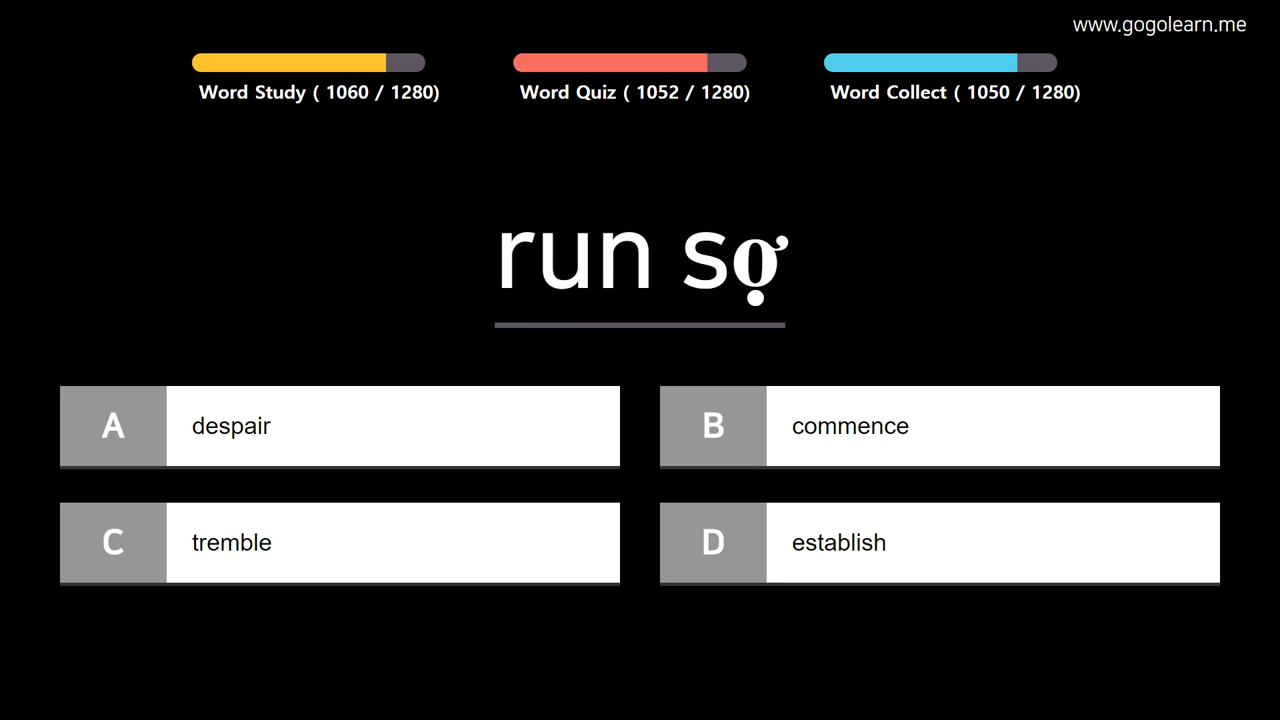 www.gogolearn.me
Word Study ( 1060 / 1280)
Word Quiz ( 1052 / 1280)
Word Collect ( 1050 / 1280)
run sợ
A despair
B commence
C tremble
D establish